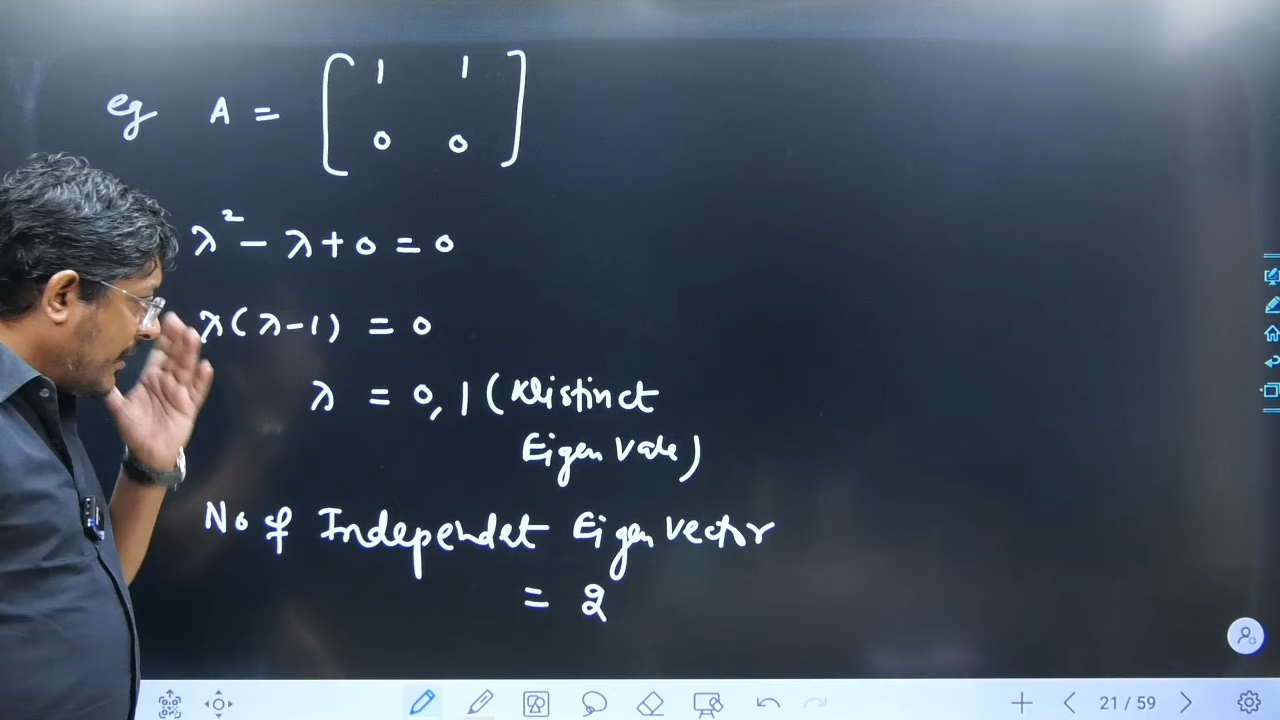 eg A = [ 1 1
0 0 ]
λ² - λ + 0 = 0
λ(λ-1) = 0
λ = 0, 1 (Distinct
Eigen Vale)
No of Independet Eigen vector
= 2
21 / 59